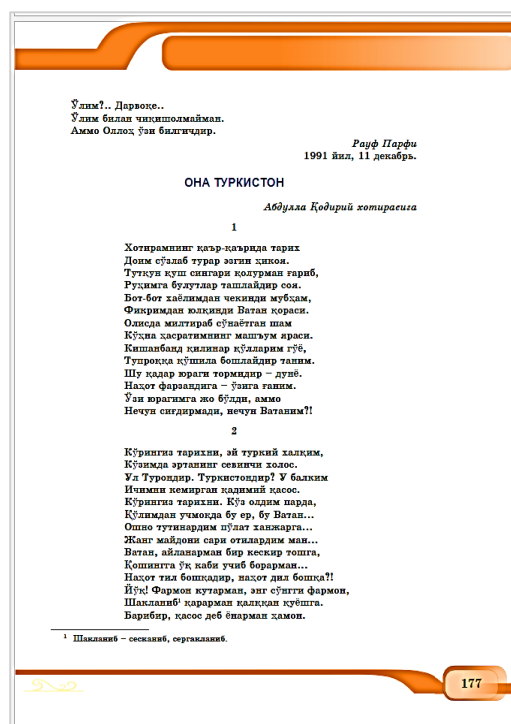 Ўлим?.. Дарвоқе..
Ўлим билан чиқишолмайман.
Аммо Оллоҳ ўзи билгичдир.
Рауф Парфи
1991 йил, 11 декабрь.
ОНА ТУРКИСТОН
Абдулла Қодирий хотирасига
1
Хотирамнинг қаър-қаърида тарих
Доим сўзлаб турар эзгин ҳикоя.
Тутқун қуш сингари қолурман ғариб,
Руҳимга булутлар ташлайдир соя.
Бот-бот хаёлимдан чекинди мубҳам,
Фикримдан юлқинди Ватан қораси.
Олисда милтираб сўнаётган шам
Кўҳна ҳасратимнинг машъум яраси.
Кишанбанд қилинар қўлларим гўё,
Тупроққа қўшила бошлайдир таним.
Шу қадар юраги тормидир – дунё.
Наҳот фарзандига – ўзига ғаним.
Ўзи юрагимга жо бўлди, аммо
Нечун сиғдирмади, нечун Ватаним?!
2
Кўрингиз тарихни, эй туркий халқим,
Кўзимда эртанинг севинчи холос.
Ул Турондир. Туркистондир? У балким
Ичимни кемирган қадимий қасос.
Кўрингиз тарихни. Кўз олдим парда,
Қўлимдан учмоқда бу ер, бу Ватан...
Ошно тутинардим пўлат ханжарга...
Жанг майдони сари отилардим ман...
Ватан, айланарман бир кескир тошга,
Қошингга ўқ каби учиб борарман...
Наҳот тил бошқадир, наҳот дил бошқа?!
Йўқ! Фармон кутарман, энг сўнгги фармон,
Шакланиб¹ қарарман қалққан қуёшга.
Барибир, қасос деб ёнарман ҳамон.
¹ Шакланиб – сесканиб, сергакланиб.
177